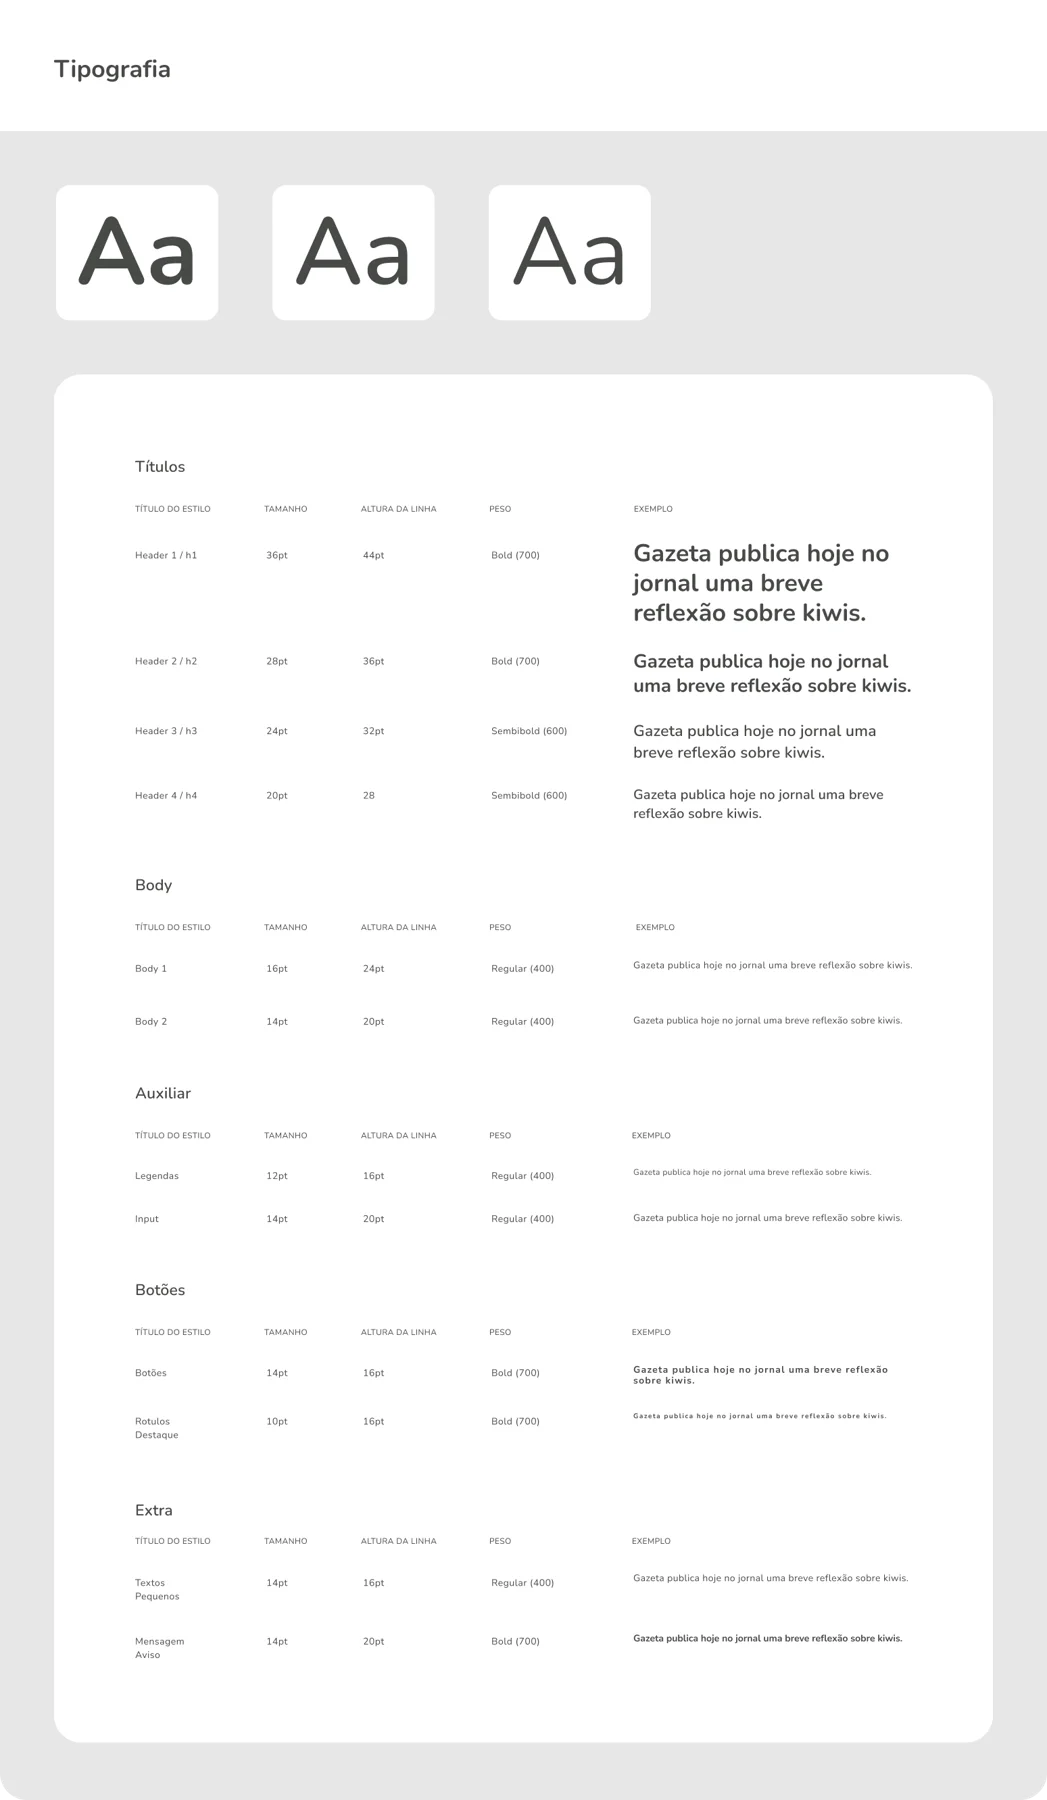 Tipografia
Aa Aa Aa
Títulos
TÍTULO DO ESTILO TAMANHO ALTURA DA LINHA PESO EXEMPLO
Header 1 / h1 36pt 44pt Bold (700) Gazeta publica hoje no
jornal uma breve
reflexão sobre kiwis.
Header 2 / h2 28pt 36pt Bold (700) Gazeta publica hoje no jornal
uma breve reflexão sobre kiwis.
Header 3 / h3 24pt 32pt Sembibold (600) Gazeta publica hoje no jornal uma
breve reflexão sobre kiwis.
Header 4 / h4 20pt 28 Sembibold (600) Gazeta publica hoje no jornal uma breve
reflexão sobre kiwis.
Body
TÍTULO DO ESTILO TAMANHO ALTURA DA LINHA PESO EXEMPLO
Body 1 16pt 24pt Regular (400) Gazeta publica hoje no jornal uma breve reflexão sobre kiwis.
Body 2 14pt 20pt Regular (400) Gazeta publica hoje no jornal uma breve reflexão sobre kiwis.
Auxiliar
TÍTULO DO ESTILO TAMANHO ALTURA DA LINHA PESO EXEMPLO
Legendas 12pt 16pt Regular (400) Gazeta publica hoje no jornal uma breve reflexão sobre kiwis.
Input 14pt 20pt Regular (400) Gazeta publica hoje no jornal uma breve reflexão sobre kiwis.
Botões
TÍTULO DO ESTILO TAMANHO ALTURA DA LINHA PESO EXEMPLO
Botões 14pt 16pt Bold (700) Gazeta publica hoje no jornal uma breve reflexão
sobre kiwis.
Rotulos 10pt 16pt Bold (700) Gazeta publica hoje no jornal uma breve reflexão sobre kiwis.
Destaque
Extra
TÍTULO DO ESTILO TAMANHO ALTURA DA LINHA PESO EXEMPLO
Textos 14pt 16pt Regular (400) Gazeta publica hoje no jornal uma breve reflexão sobre kiwis.
Pequenos
Mensagem 14pt 20pt Bold (700) Gazeta publica hoje no jornal uma breve reflexão sobre kiwis.
Aviso